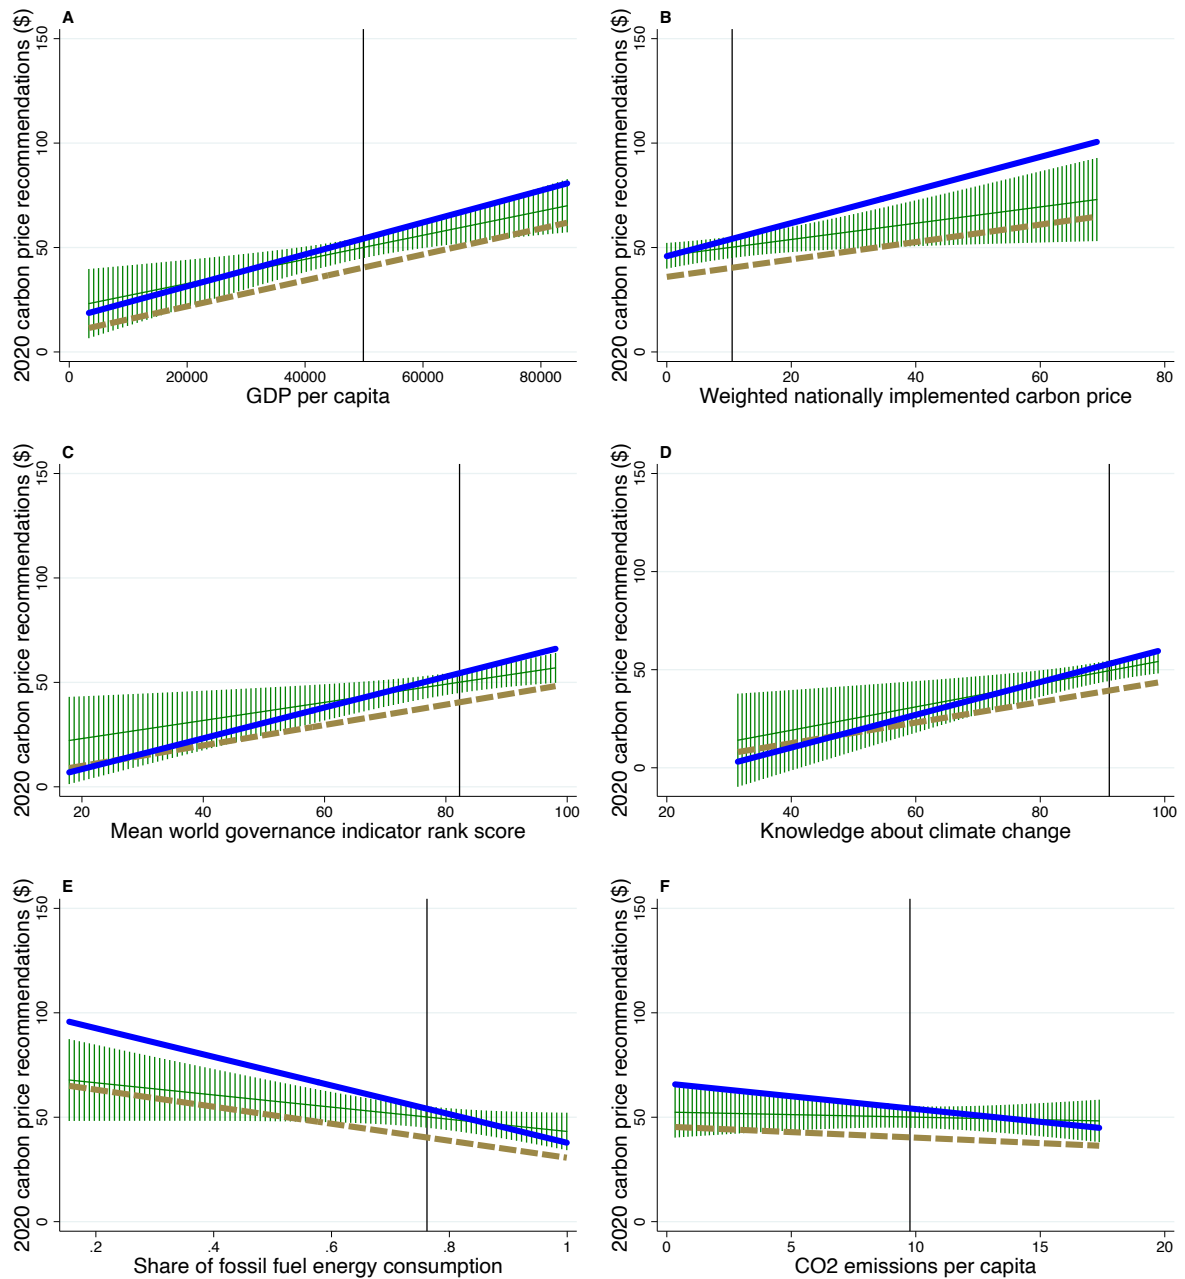 A
2020 carbon price recommendations ($)
150
100
50
0
0 20000 40000 60000 80000
GDP per capita
B
2020 carbon price recommendations ($)
150
100
50
0
0 20 40 60 80
Weighted nationally implemented carbon price
C
2020 carbon price recommendations ($)
150
100
50
0
20 40 60 80 100
Mean world governance indicator rank score
D
2020 carbon price recommendations ($)
150
100
50
0
20 40 60 80 100
Knowledge about climate change
E
2020 carbon price recommendations ($)
150
100
50
0
.2 .4 .6 .8 1
Share of fossil fuel energy consumption
F
2020 carbon price recommendations ($)
150
100
50
0
0 5 10 15 20
CO2 emissions per capita